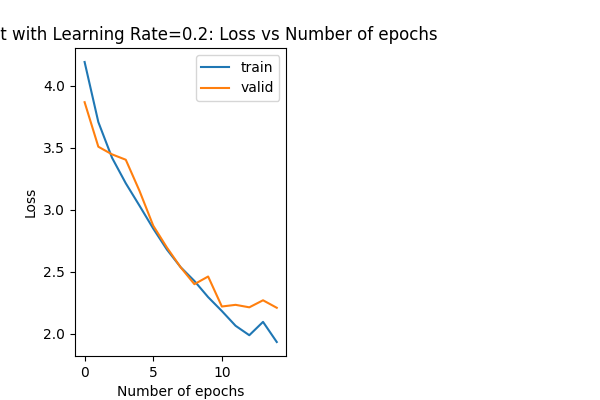 t with Learning Rate=0.2: Loss vs Number of epochs
train
valid
4.0
3.5
3.0
2.5
2.0
Loss
0 5 10
Number of epochs